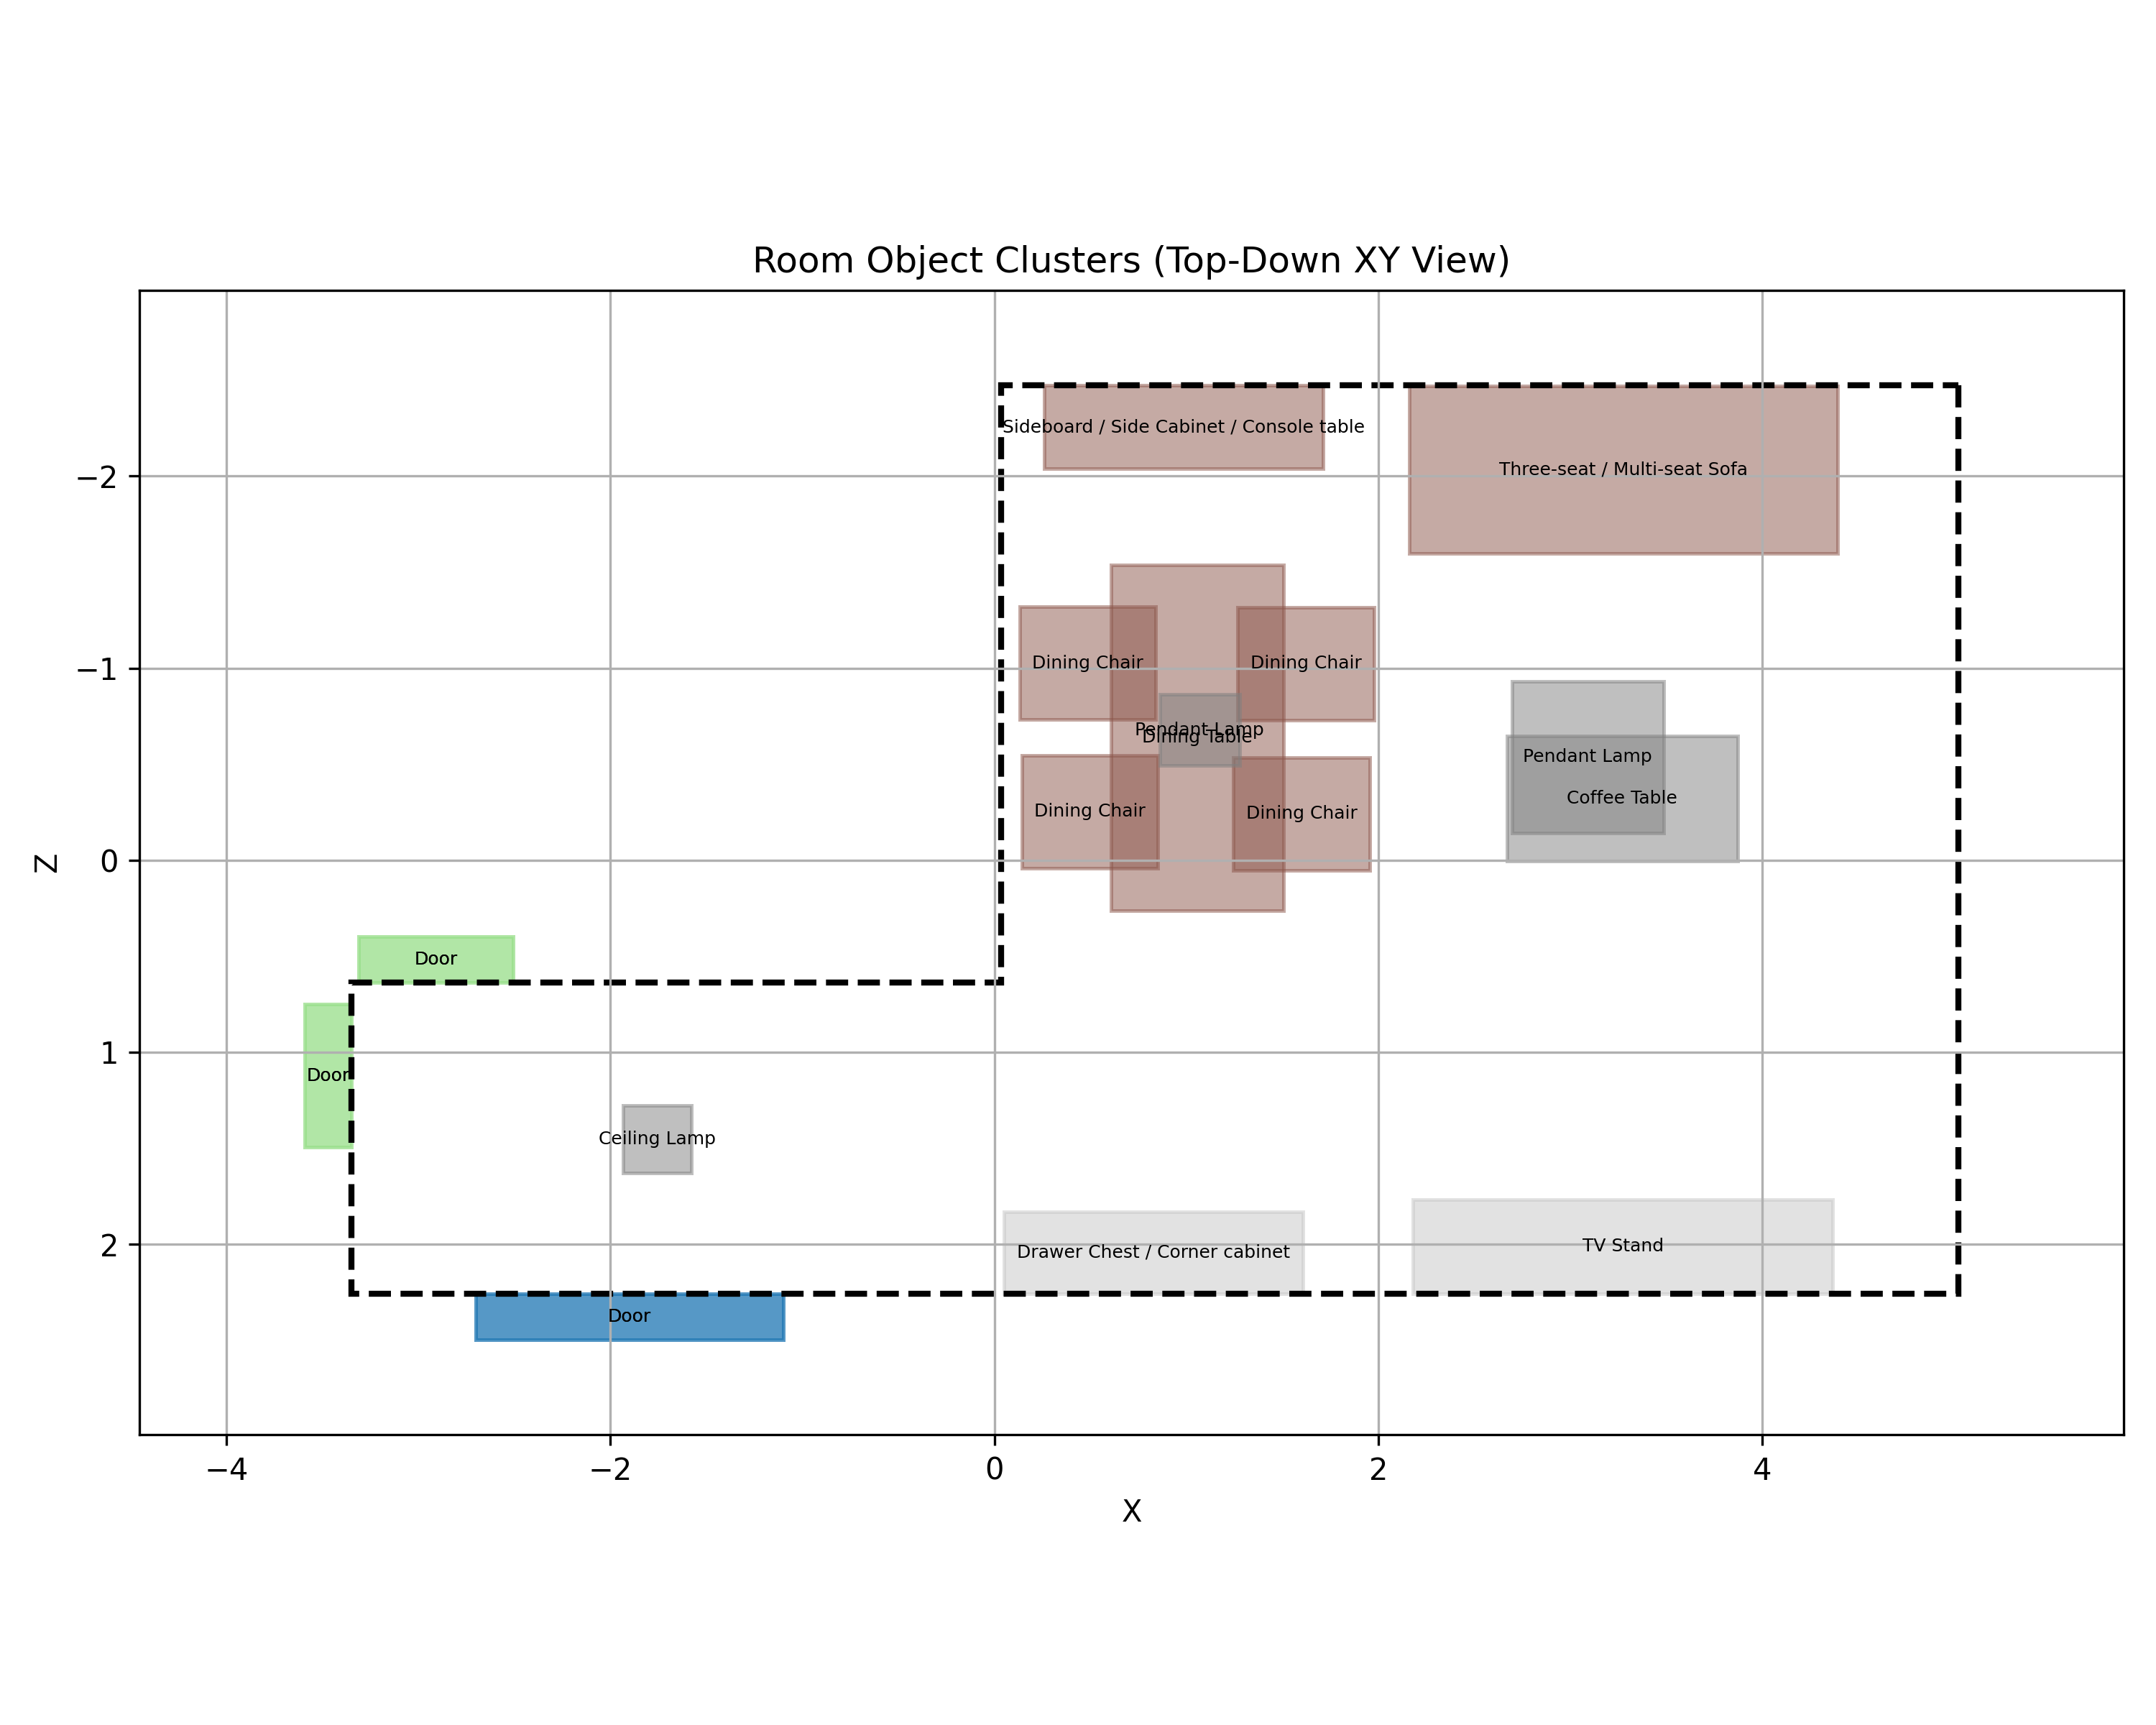 Room Object Clusters (Top-Down XY View)
Sideboard / Side Cabinet / Console table
Three-seat / Multi-seat Sofa
−2
Dining Chair
Dining Chair
−1
Pendant Lamp
Dining Table
Pendant Lamp
Coffee Table
Dining Chair
Dining Chair
0
Z
Door
1
Door
Ceiling Lamp
2
Drawer Chest / Corner cabinet
TV Stand
Door
−4
−2
0
2
4
X